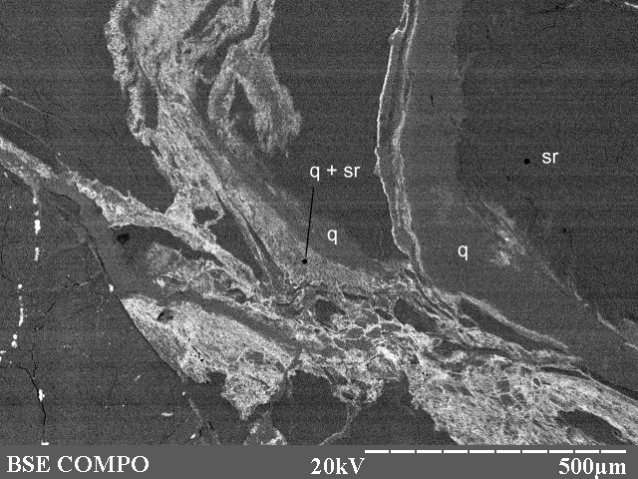 sr
q + sr
q
q
BSE COMPO 20kV 500µm